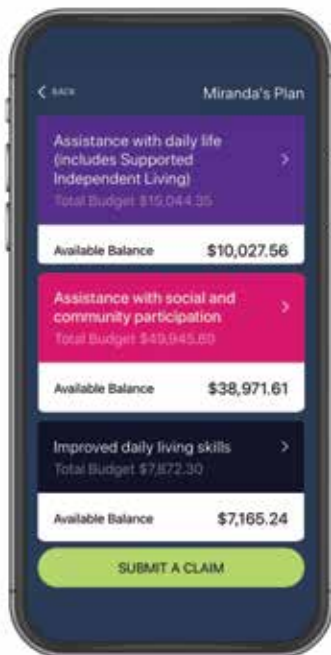 BACK
Miranda's Plan
Assistance with daily life
(includes Supported
Independent Living)
Total Budget $15,044.35
Available Balance $10,027.56
Assistance with social and
community participation
Total Budget $49,945.60
Available Balance $38,971.61
Improved daily living skills
Total Budget $7,872.30
Available Balance $7,165.24
SUBMIT A CLAIM